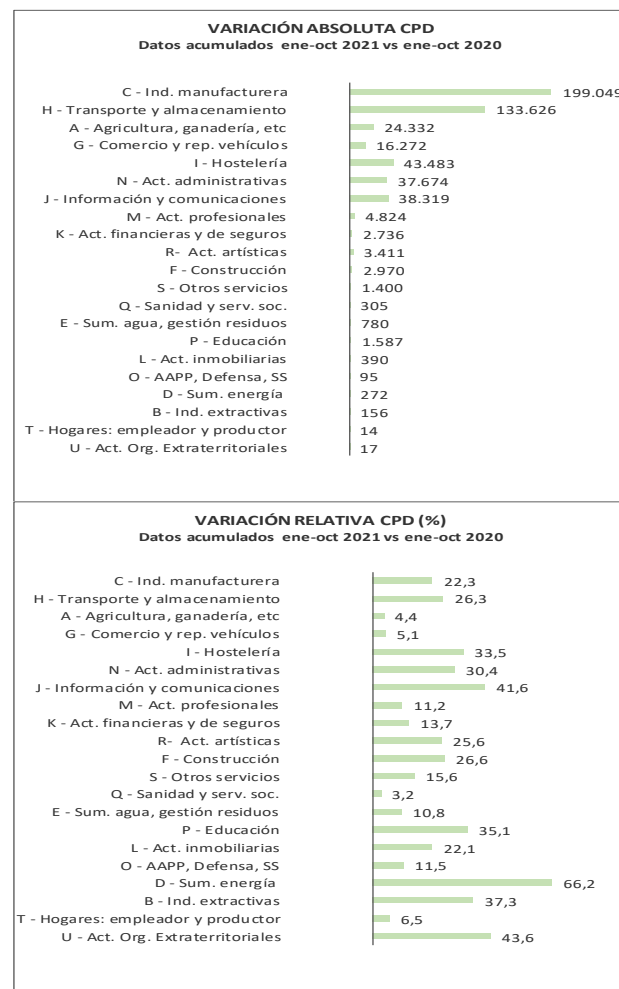 VARIACIÓN ABSOLUTA CPD
Datos acumulados ene-oct 2021 vs ene-oct 2020
C - Ind. manufacturera 199.049
H - Transporte y almacenamiento 133.626
A - Agricultura, ganadería, etc 24.332
G - Comercio y rep. vehículos 16.272
I - Hostelería 43.483
N - Act. administrativas 37.674
J - Información y comunicaciones 38.319
M - Act. profesionales 4.824
K - Act. financieras y de seguros 2.736
R- Act. artísticas 3.411
F - Construcción 2.970
S - Otros servicios 1.400
Q - Sanidad y serv. soc. 305
E - Sum. agua, gestión residuos 780
P - Educación 1.587
L - Act. inmobiliarias 390
O - AAPP, Defensa, SS 95
D - Sum. energía 272
B - Ind. extractivas 156
T - Hogares: empleador y productor 14
U - Act. Org. Extraterritoriales 17
VARIACIÓN RELATIVA CPD (%)
Datos acumulados ene-oct 2021 vs ene-oct 2020
C - Ind. manufacturera 22,3
H - Transporte y almacenamiento 26,3
A - Agricultura, ganadería, etc 4,4
G - Comercio y rep. vehículos 5,1
I - Hostelería 33,5
N - Act. administrativas 30,4
J - Información y comunicaciones 41,6
M - Act. profesionales 11,2
K - Act. financieras y de seguros 13,7
R- Act. artísticas 25,6
F - Construcción 26,6
S - Otros servicios 15,6
Q - Sanidad y serv. soc. 3,2
E - Sum. agua, gestión residuos 10,8
P - Educación 35,1
L - Act. inmobiliarias 22,1
O - AAPP, Defensa, SS 11,5
D - Sum. energía 66,2
B - Ind. extractivas 37,3
T - Hogares: empleador y productor 6,5
U - Act. Org. Extraterritoriales 43,6